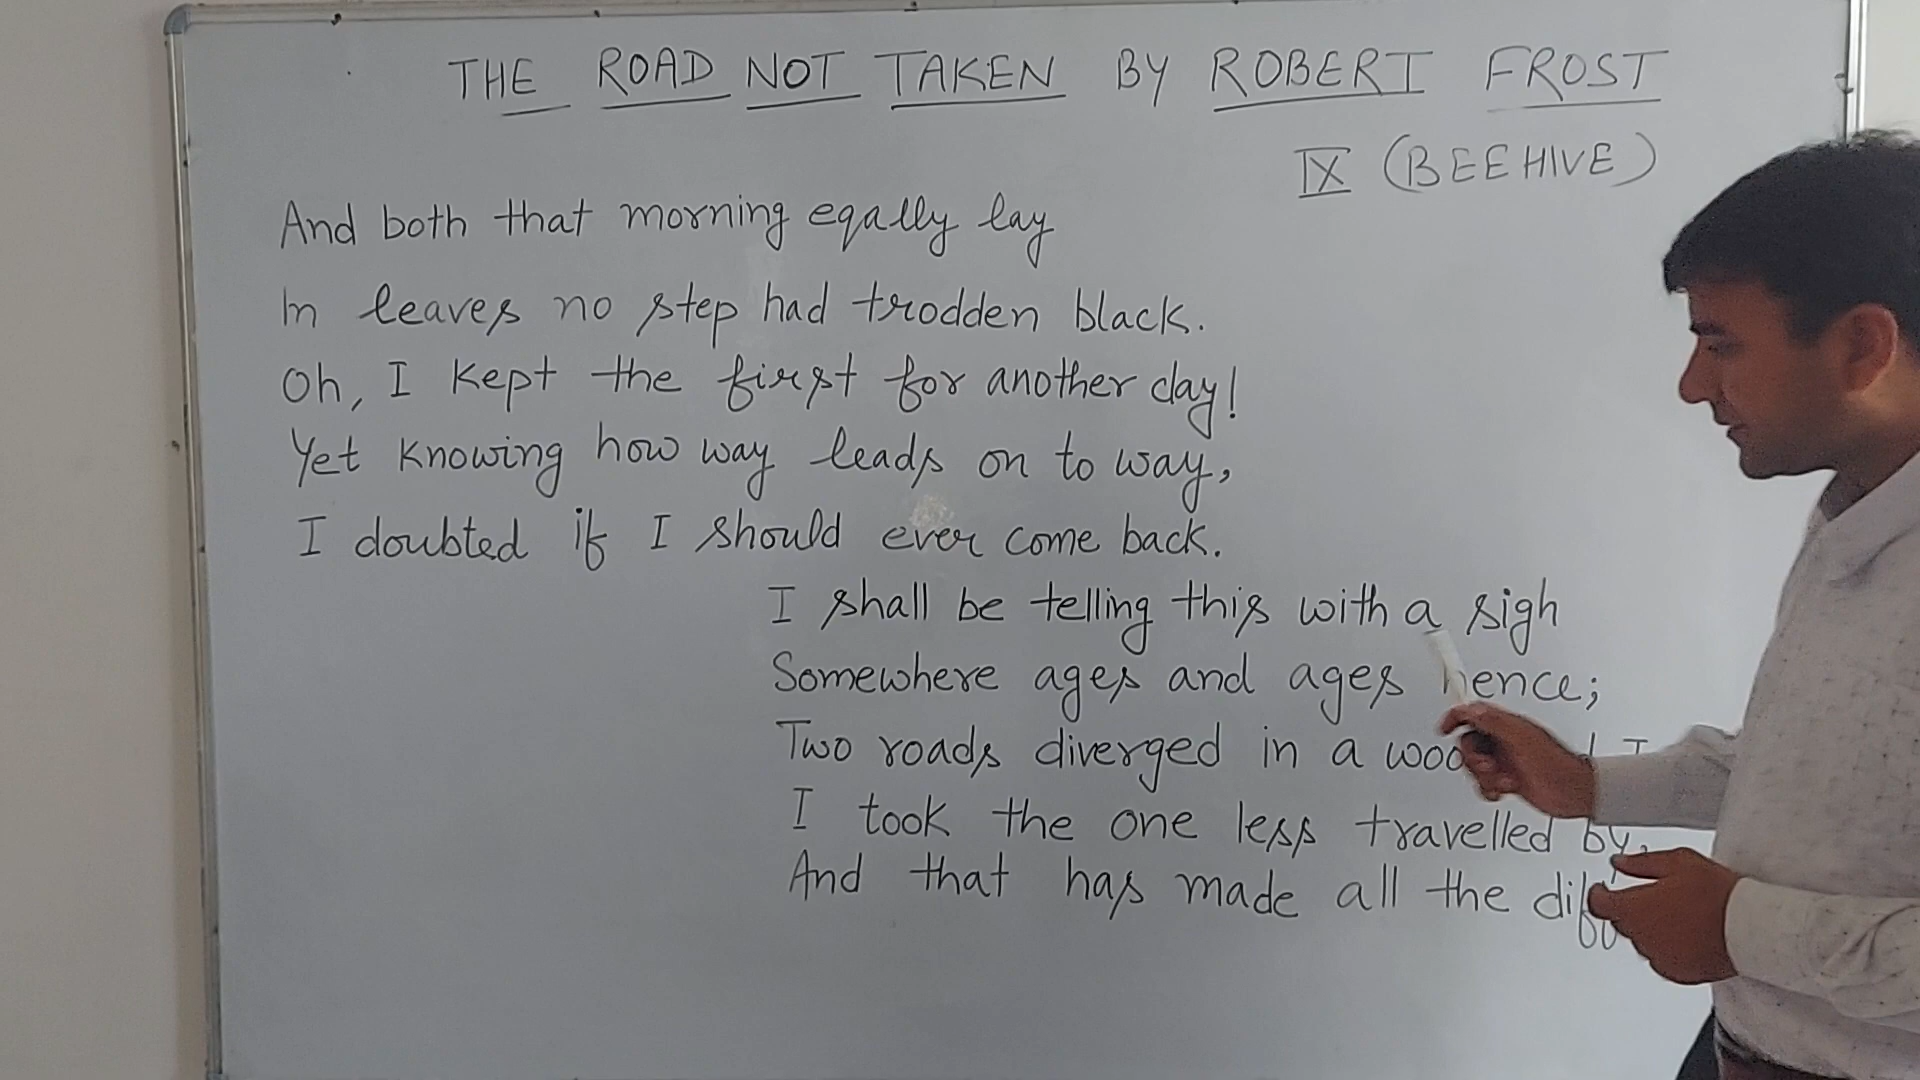 THE ROAD NOT TAKEN BY ROBERT FROST
IX (BEEHIVE)
And both that morning eqally lay
In leaves no step had trodden black.
Oh, I kept the first for another day!
Yet knowing how way leads on to way,
I doubted if I should ever come back.
I shall be telling this with a sigh
Somewhere ages and ages hence;
Two roads diverged in a I
I took the one less travelled by,
And that has made all the